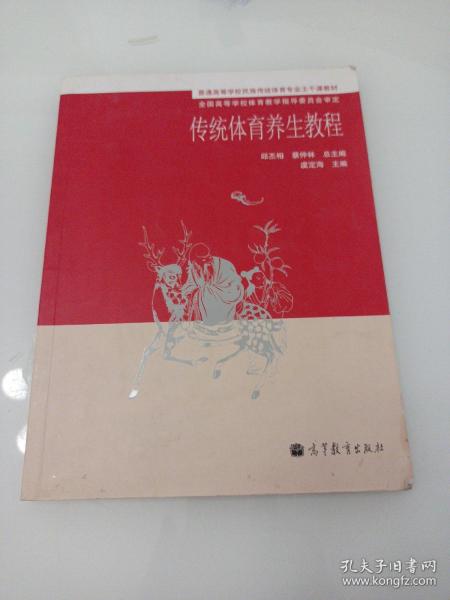 普通高等学校民族传统体育专业主干课教材
全国高等学校体育教学指导委员会审定
传统体育养生教程
邱丕相 蔡仲林 总主编
虞定海 主编
高等教育出版社
孔夫子旧书网
www.kongfz.com